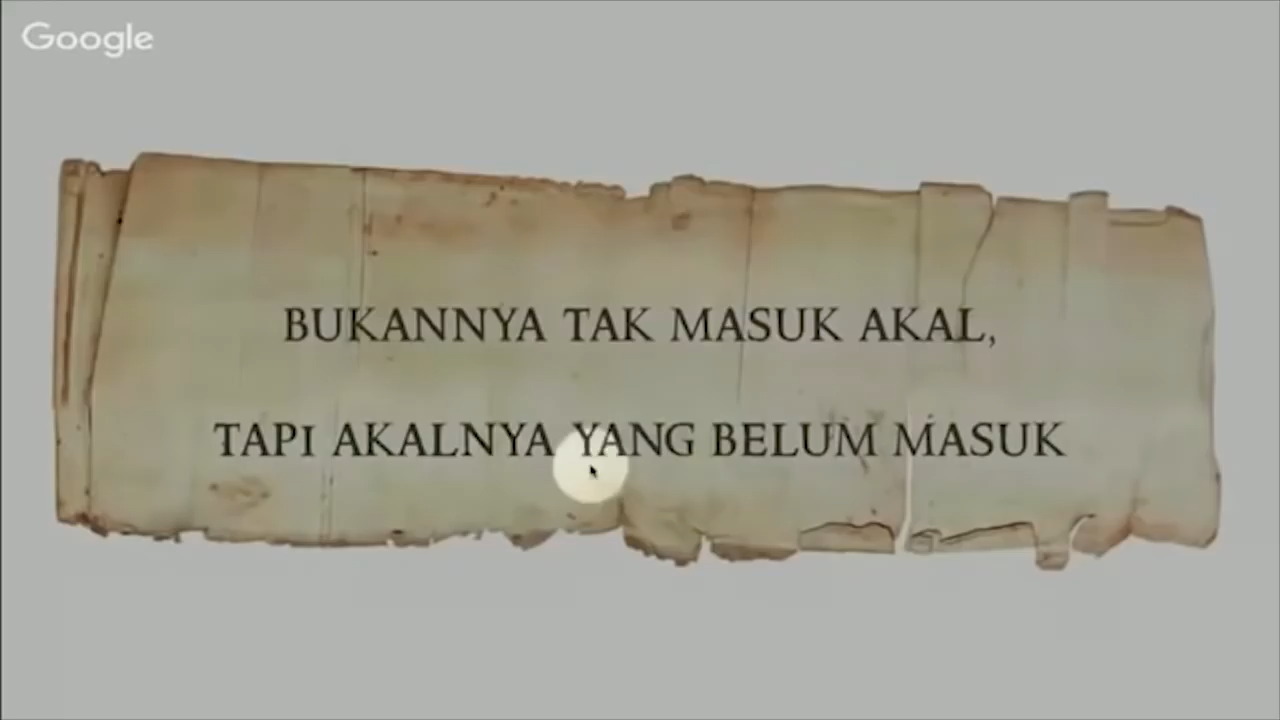 Google
BUKANNYA TAK MASUK AKAL,
TAPI AKALNYA YANG BELUM MASUK